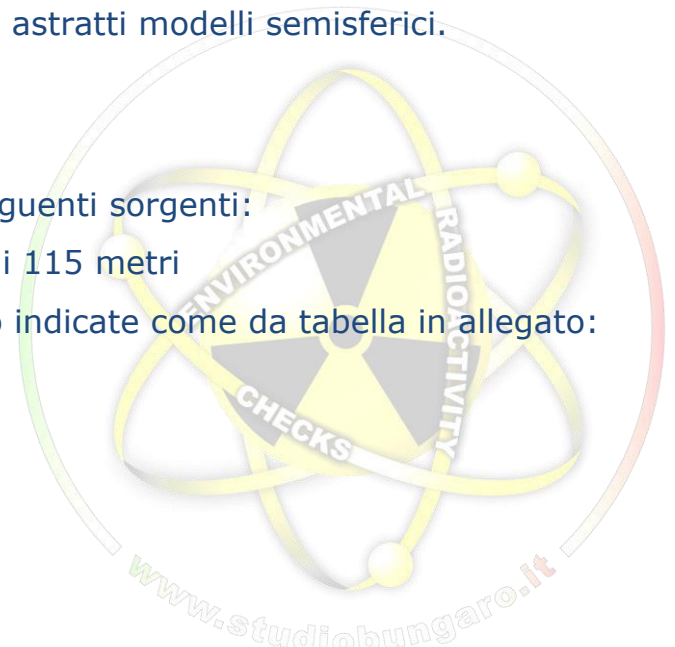 astratti modelli semisferici.
guenti sorgenti:
i 115 metri
indicate come da tabella in allegato:
ENVIRONMENTAL RADIOACTIVITY
CHECKS
www.studiobungaro.it